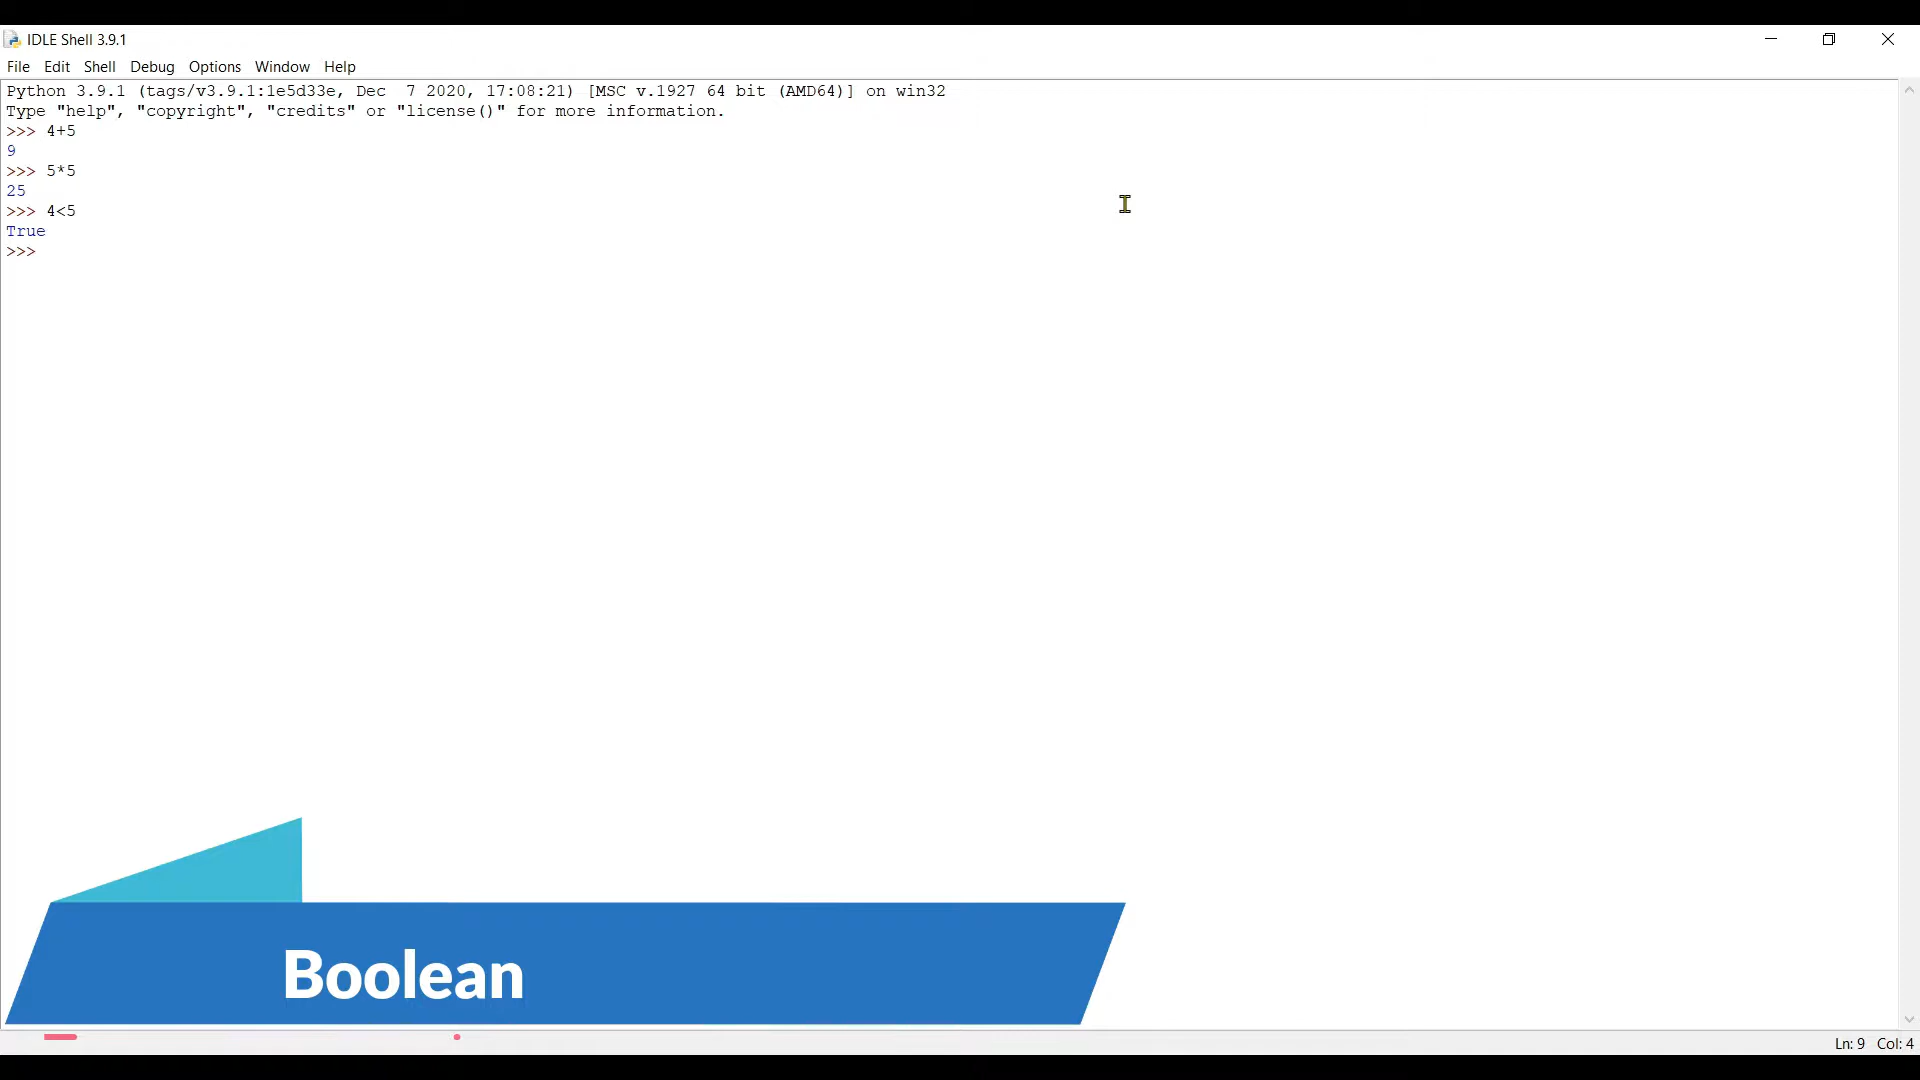 IDLE Shell 3.9.1
File Edit Shell Debug Options Window Help
Python 3.9.1 (tags/v3.9.1:1e5d33e, Dec  7 2020, 17:08:21) [MSC v.1927 64 bit (AMD64)] on win32
Type "help", "copyright", "credits" or "license()" for more information.
>>> 4+5
9
>>> 5*5
25
>>> 4<5
True
>>>
Boolean
Ln: 9 Col: 4